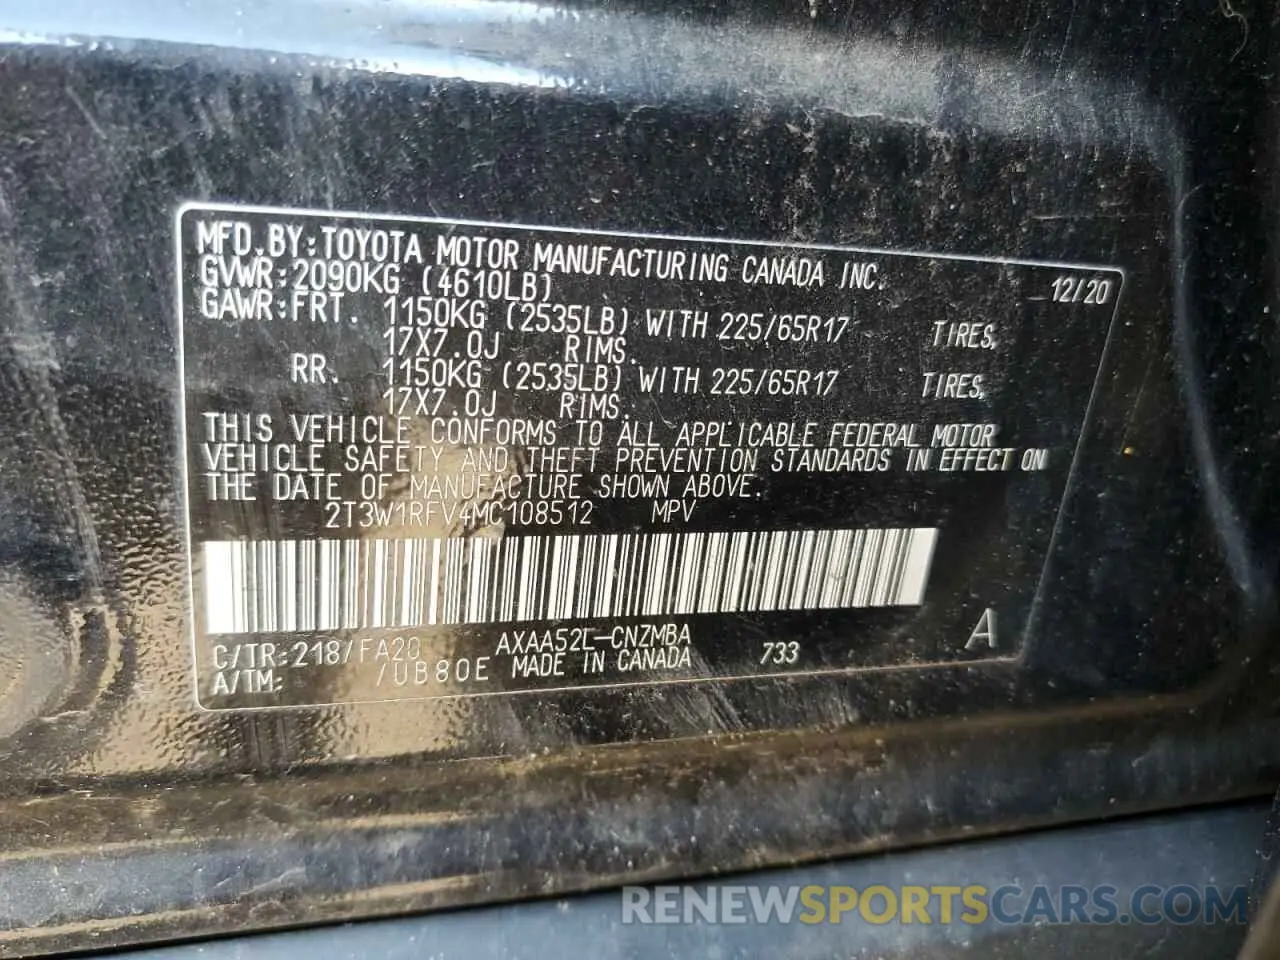 MFD.BY:TOYOTA MOTOR MANUFACTURING CANADA INC. 12/20
GVWR:2090KG (4610LB)
GAWR:FRT. 1150KG (2535LB) WITH 225/65R17 TIRES,
17X7.0J RIMS.
RR. 1150KG (2535LB) WITH 225/65R17 TIRES,
17X7.0J RIMS.
THIS VEHICLE CONFORMS TO ALL APPLICABLE FEDERAL MOTOR
VEHICLE SAFETY AND THEFT PREVENTION STANDARDS IN EFFECT ON
THE DATE OF MANUFACTURE SHOWN ABOVE.
2T3W1RFV4MC108512 MPV
C/TR:218/FA20 AXAA52L-CNZMBA 733 A
A/TM: /UB80E MADE IN CANADA
RENEWSPORTSCARS.COM